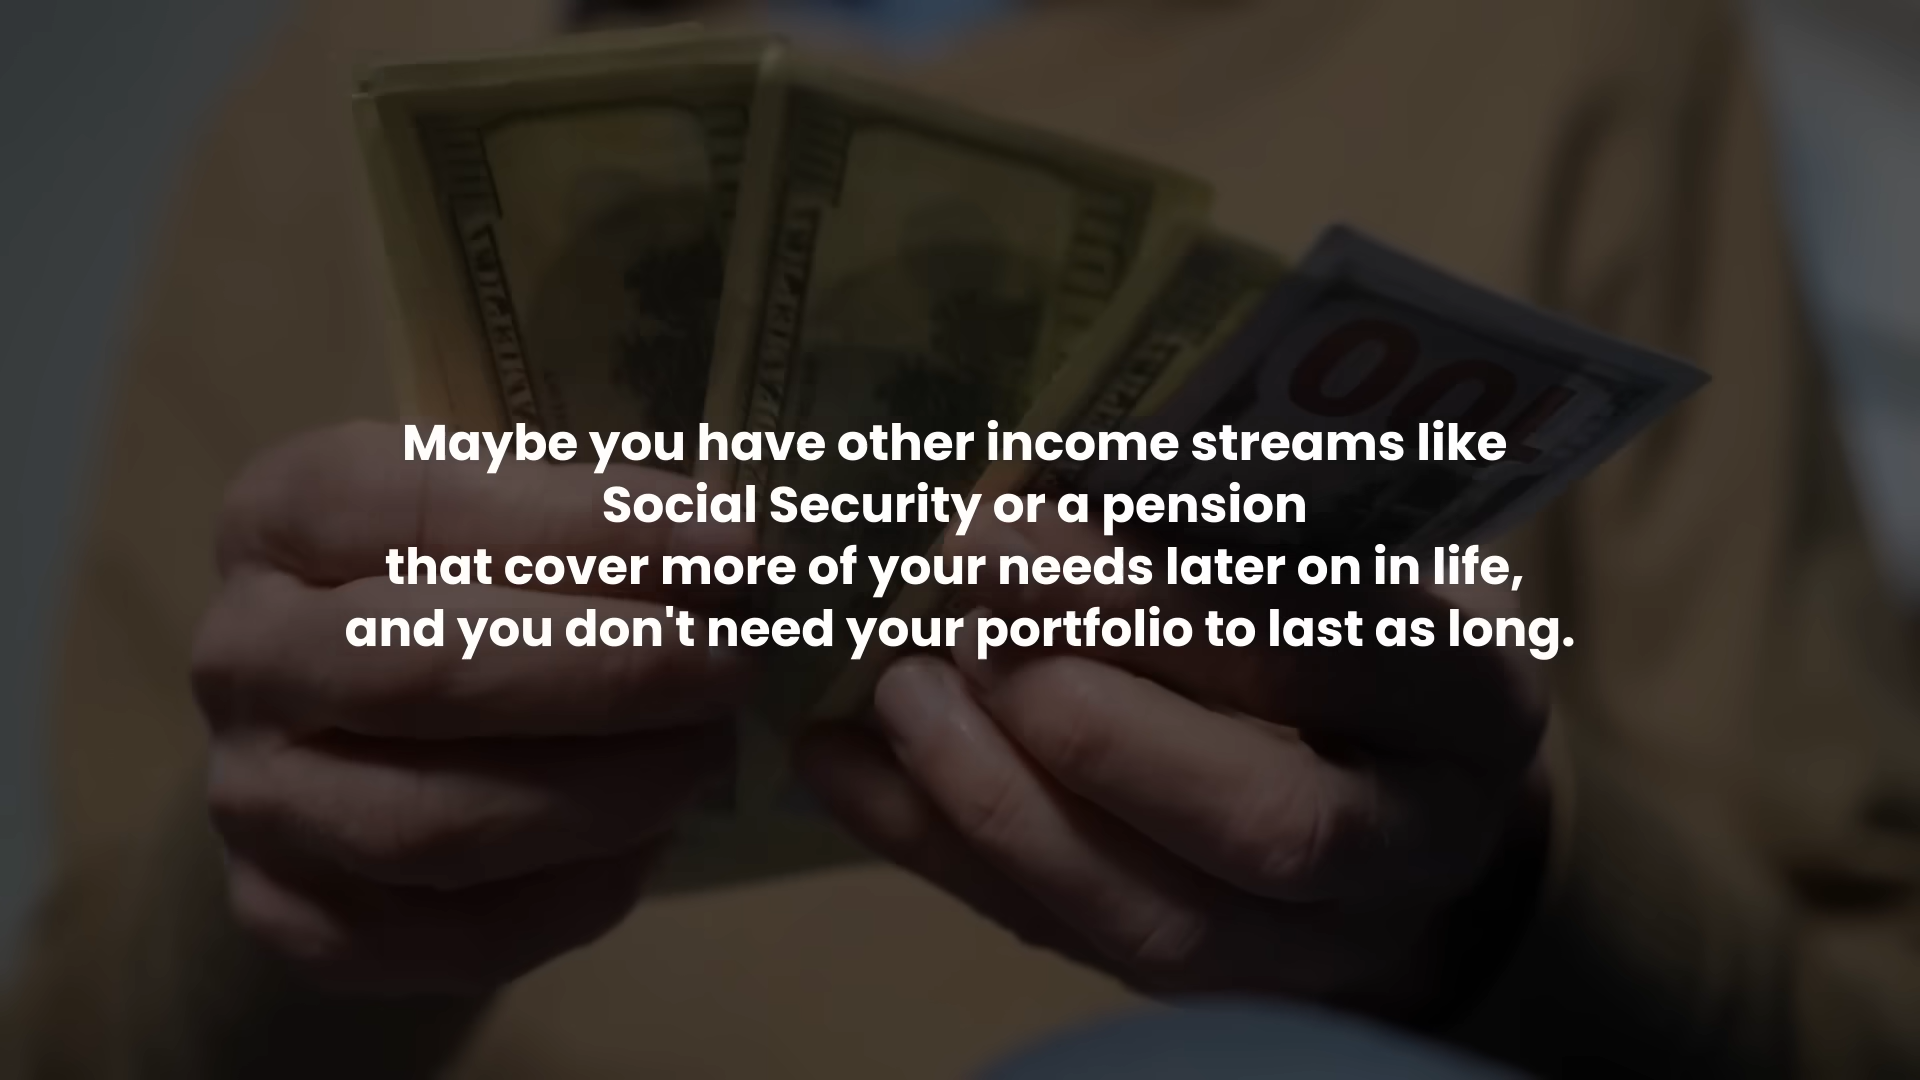 Maybe you have other income streams like
Social Security or a pension
that cover more of your needs later on in life,
and you don't need your portfolio to last as long.
100